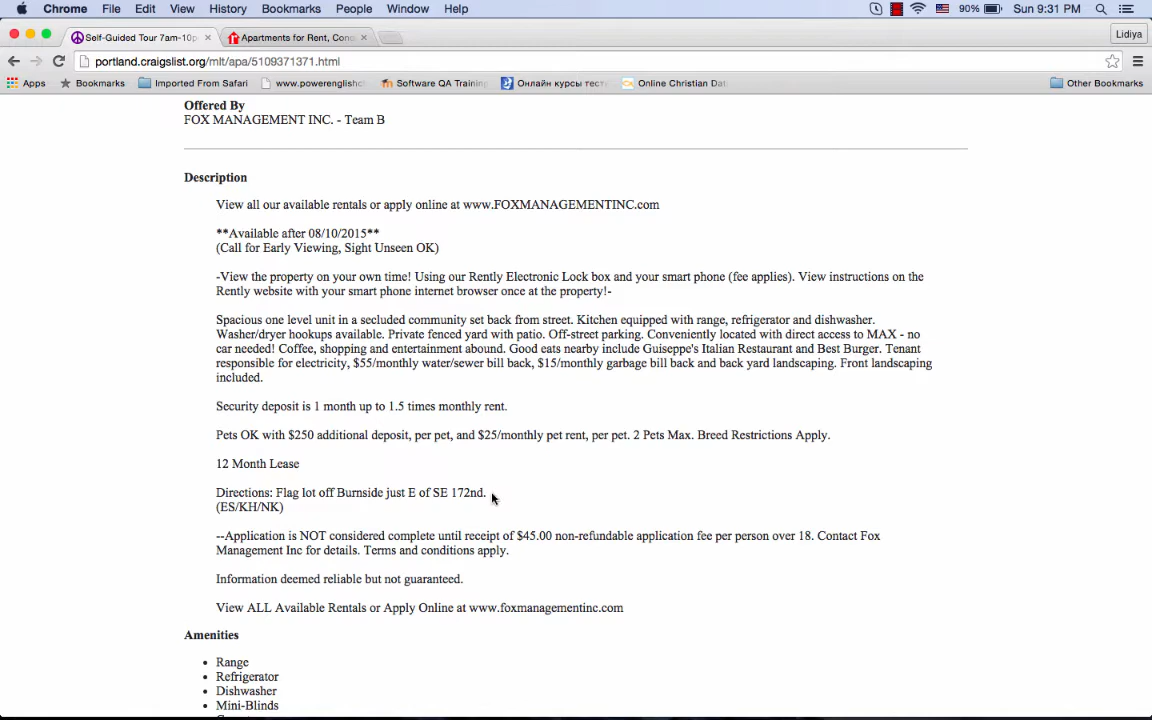 Chrome File Edit View History Bookmarks People Window Help 90% Sun 9:31 PM
Self-Guided Tour 7am-10p × Apartments for Rent, Con × Lidiya
portland.craigslist.org/mlt/apa/5109371371.html
Apps Bookmarks Imported From Safari www.powerenglish Software QA Training Онлайн курсы тест Online Christian Dat Other Bookmarks
Offered By
FOX MANAGEMENT INC. - Team B
Description
View all our available rentals or apply online at www.FOXMANAGEMENTINC.com
**Available after 08/10/2015**
(Call for Early Viewing, Sight Unseen OK)
-View the property on your own time! Using our Rently Electronic Lock box and your smart phone (fee applies). View instructions on the
Rently website with your smart phone internet browser once at the property!-
Spacious one level unit in a secluded community set back from street. Kitchen equipped with range, refrigerator and dishwasher.
Washer/dryer hookups available. Private fenced yard with patio. Off-street parking. Conveniently located with direct access to MAX - no
car needed! Coffee, shopping and entertainment abound. Good eats nearby include Guiseppe's Italian Restaurant and Best Burger. Tenant
responsible for electricity, $55/monthly water/sewer bill back, $15/monthly garbage bill back and back yard landscaping. Front landscaping
included.
Security deposit is 1 month up to 1.5 times monthly rent.
Pets OK with $250 additional deposit, per pet, and $25/monthly pet rent, per pet. 2 Pets Max. Breed Restrictions Apply.
12 Month Lease
Directions: Flag lot off Burnside just E of SE 172nd.
(ES/KH/NK)
--Application is NOT considered complete until receipt of $45.00 non-refundable application fee per person over 18. Contact Fox
Management Inc for details. Terms and conditions apply.
Information deemed reliable but not guaranteed.
View ALL Available Rentals or Apply Online at www.foxmanagementinc.com
Amenities
• Range
• Refrigerator
• Dishwasher
• Mini-Blinds